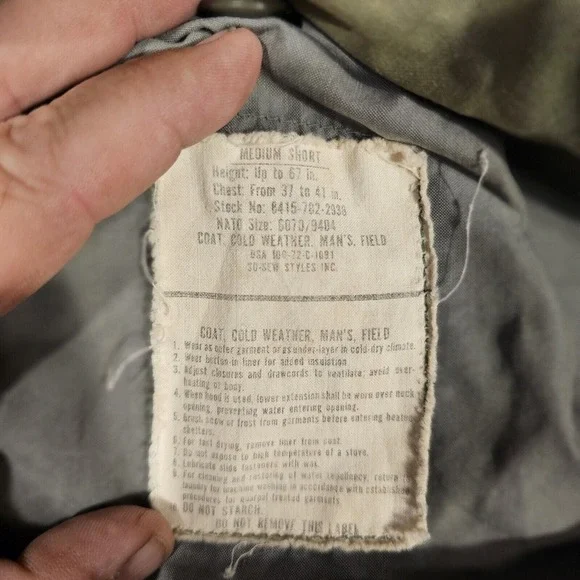 MEDIUM SHORT
Height: Up to 67 in.
Chest: From 37 to 41 in.
Stock No: 8415-782-2938
NATO Size: 6070/9404
COAT, COLD WEATHER, MAN'S, FIELD
DSA 100-72-C-1091
SO-SEW STYLES INC.
COAT, COLD WEATHER, MAN'S, FIELD
1. Wear as outer garment or as under-layer in cold-dry climate.
2. Wear button in liner for added insulation
3. Adjust closures and drawcords to ventilate: avoid over-
heating of body.
4. When hood is used, lower extension shall be worn over neck
opening, preventing water entering opening.
5. Brush snow or frost from garments before entering heated
shelters.
6. For fast drying, remove liner from coat.
7. Do not expose to high temperature of a stove.
8. Lubricate slide fasteners with wax.
9. For cleaning and restoring of water repellency, return
laundry for machine washing in accordance with established
procedures for quarpel treated garments
DO NOT STARCH.
DO NOT REMOVE THIS LABEL